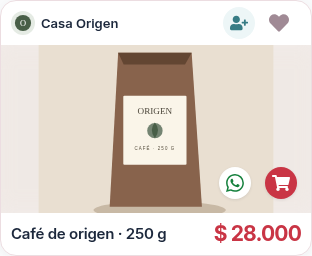 O
Casa Origen
ORIGEN
CAFÉ · 250 G
Café de origen · 250 g
$ 28.000